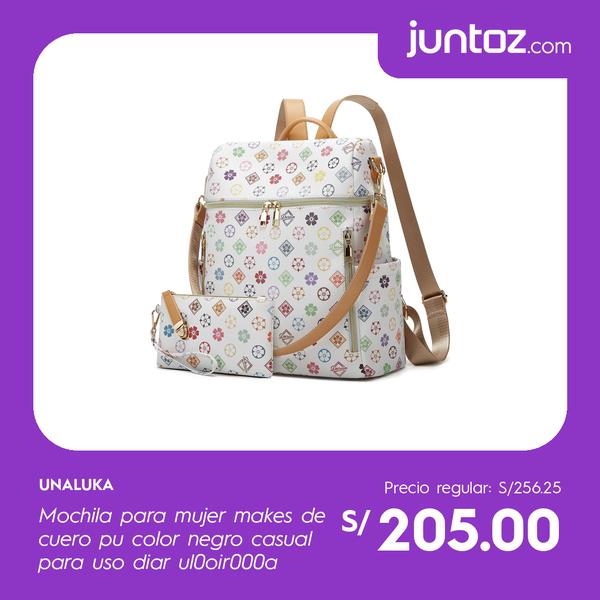 juntoz.com
UNALUKA
Mochila para mujer makes de
cuero pu color negro casual
para uso diar ul0oir000a
Precio regular: S/256.25
S/ 205.00